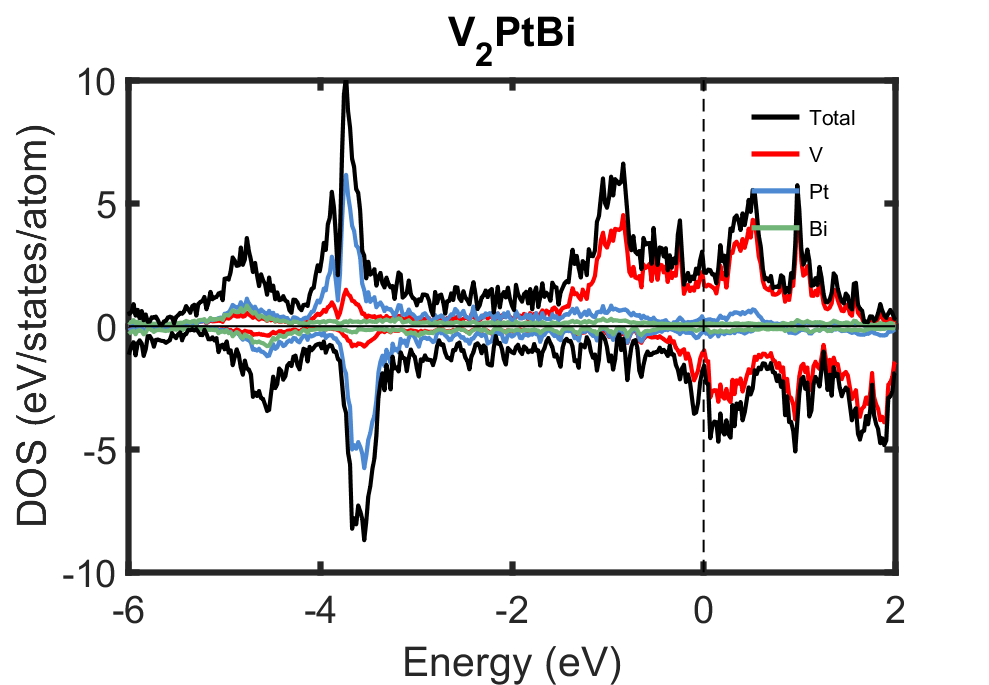 V₂PtBi
DOS (eV/states/atom)
10
5
0
-5
-10
Total
V
Pt
Bi
-6
-4
-2
0
2
Energy (eV)